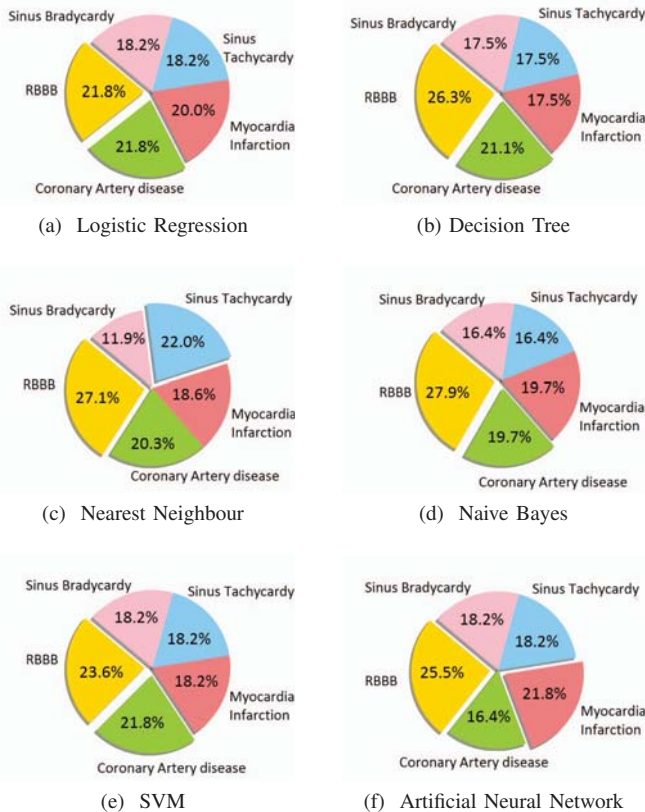 Sinus Bradycardy
18.2%
Sinus
Tachycardy
18.2%
RBBB
21.8%
20.0%
Myocardia
Infarction
21.8%
Coronary Artery disease
(a) Logistic Regression
Sinus Bradycardy
17.5%
Sinus Tachycardy
17.5%
RBBB
26.3%
17.5%
Myocardia
Infarction
21.1%
Coronary Artery disease
(b) Decision Tree
Sinus Bradycardy
11.9%
Sinus Tachycardy
22.0%
RBBB
27.1%
18.6%
Myocardia
Infarction
20.3%
Coronary Artery disease
(c) Nearest Neighbour
Sinus Bradycardy
16.4%
Sinus Tachycardy
16.4%
RBBB
27.9%
19.7%
Myocardia
Infarction
19.7%
Coronary Artery disease
(d) Naive Bayes
Sinus Bradycardy
18.2%
Sinus Tachycardy
18.2%
RBBB
23.6%
18.2%
Myocardia
Infarction
21.8%
Coronary Artery disease
(e) SVM
Sinus Bradycardy
18.2%
Sinus Tachycardy
18.2%
RBBB
25.5%
21.8%
Myocardia
Infarction
16.4%
Coronary Artery disease
(f) Artificial Neural Network